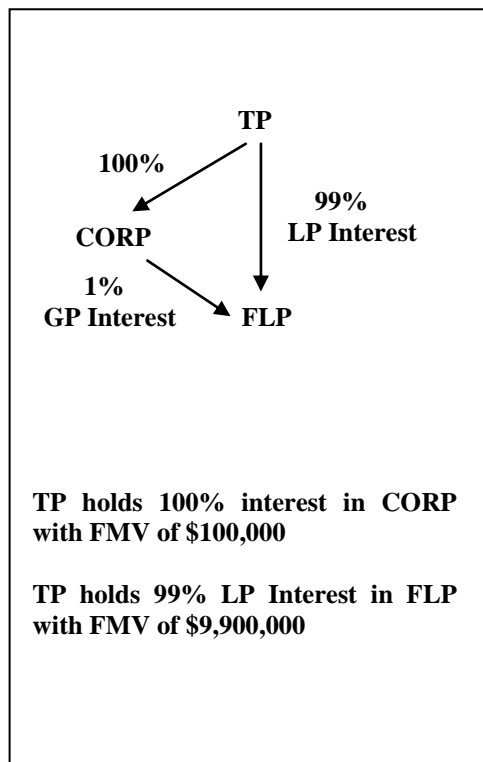 TP
100%
99%
LP Interest
CORP
1%
GP Interest
FLP
TP holds 100% interest in CORP
with FMV of $100,000
TP holds 99% LP Interest in FLP
with FMV of $9,900,000